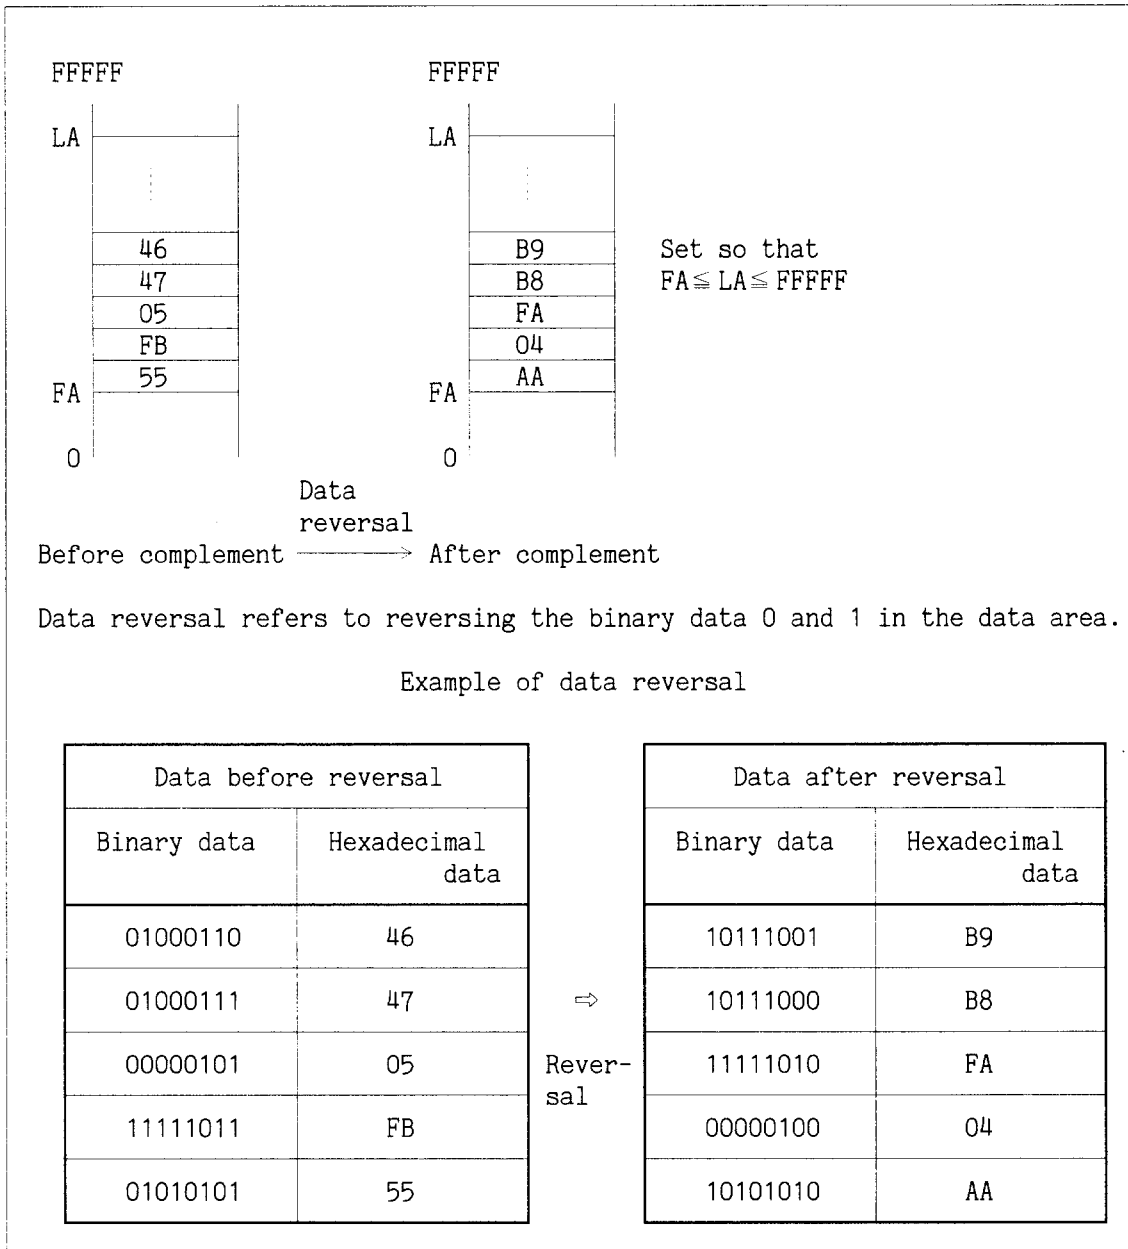 FFFFF FFFFF
LA LA
46 B9 Set so that
47 B8 FA≦ LA≦ FFFFF
05 FA
FB 04
55 AA
FA FA
0 0
Data
reversal
Before complement ⟶ After complement
Data reversal refers to reversing the binary data 0 and 1 in the data area.
Example of data reversal
Data before reversal Data after reversal
Binary data Hexadecimal data Binary data Hexadecimal data
01000110 46 10111001 B9
01000111 47 ⇨ 10111000 B8
00000101 05 Rever- 11111010 FA
sal
11111011 FB 00000100 04
01010101 55 10101010 AA